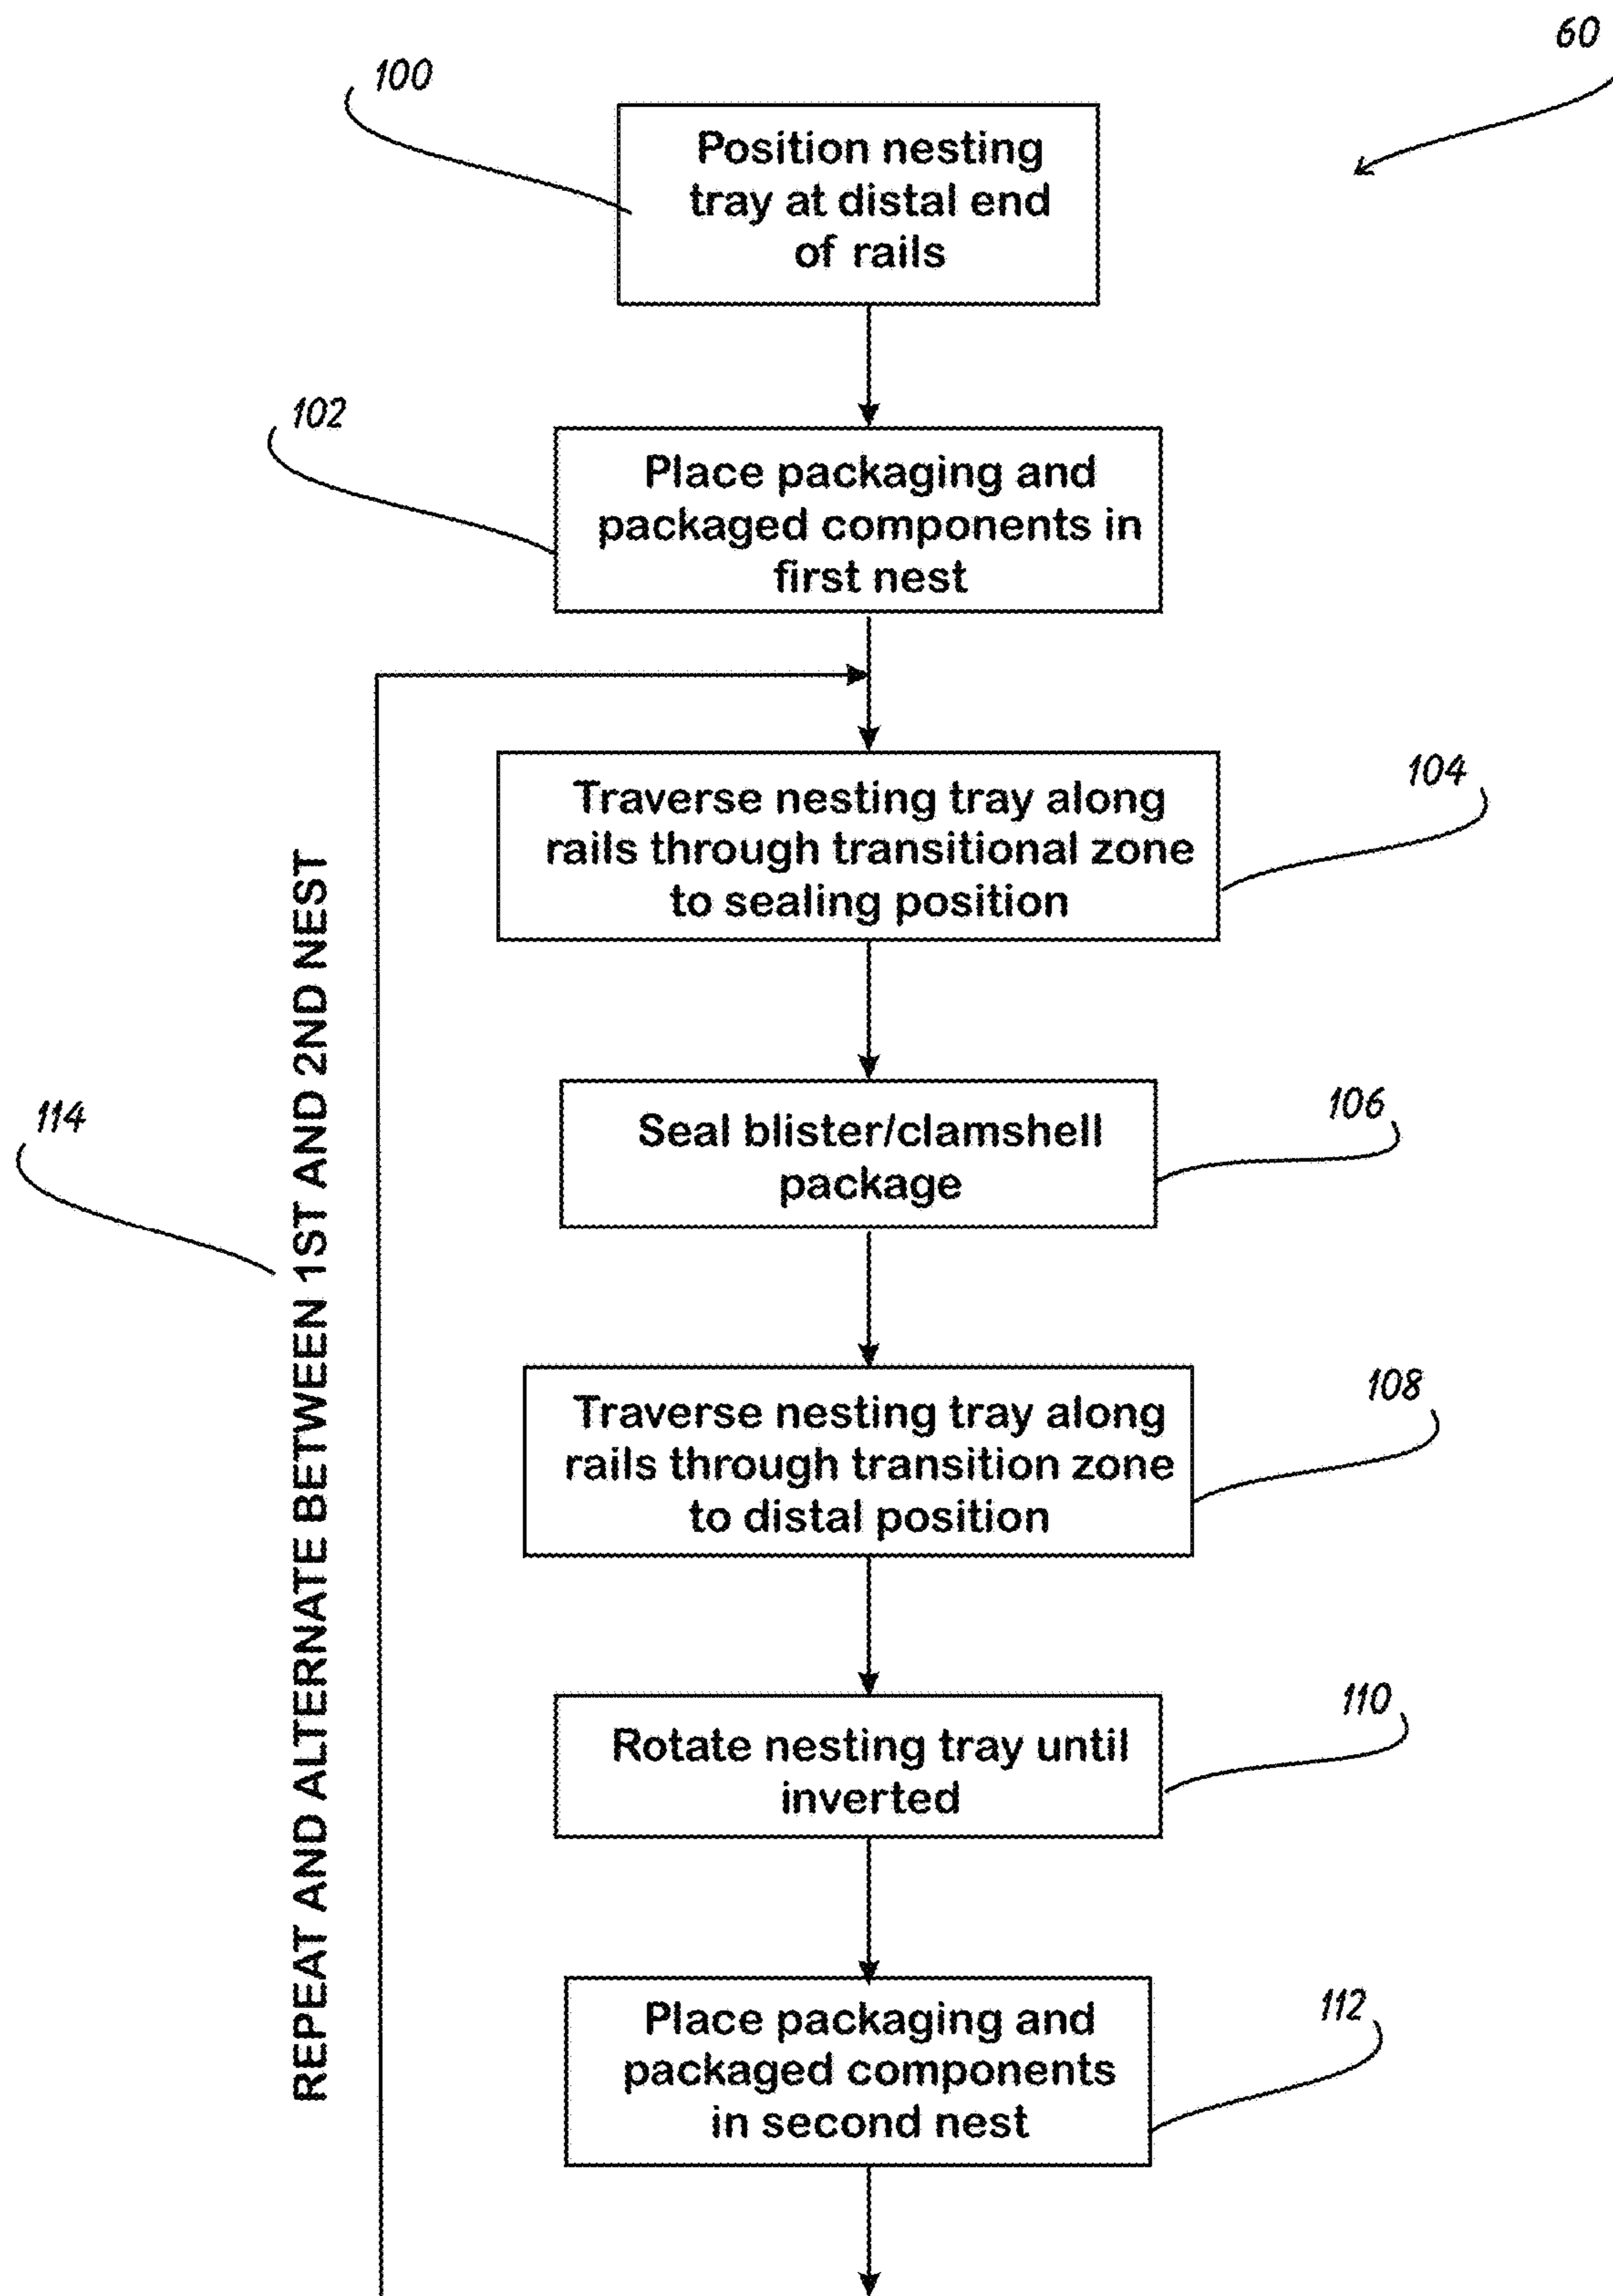 60
100
Position nesting
tray at distal end
of rails
102
Place packaging and
packaged components in
first nest
104
Traverse nesting tray along
rails through transitional zone
to sealing position
106
Seal blister/clamshell
package
114
REPEAT AND ALTERNATE BETWEEN 1ST AND 2ND NEST
108
Traverse nesting tray along
rails through transition zone
to distal position
110
Rotate nesting tray until
inverted
112
Place packaging and
packaged components
in second nest